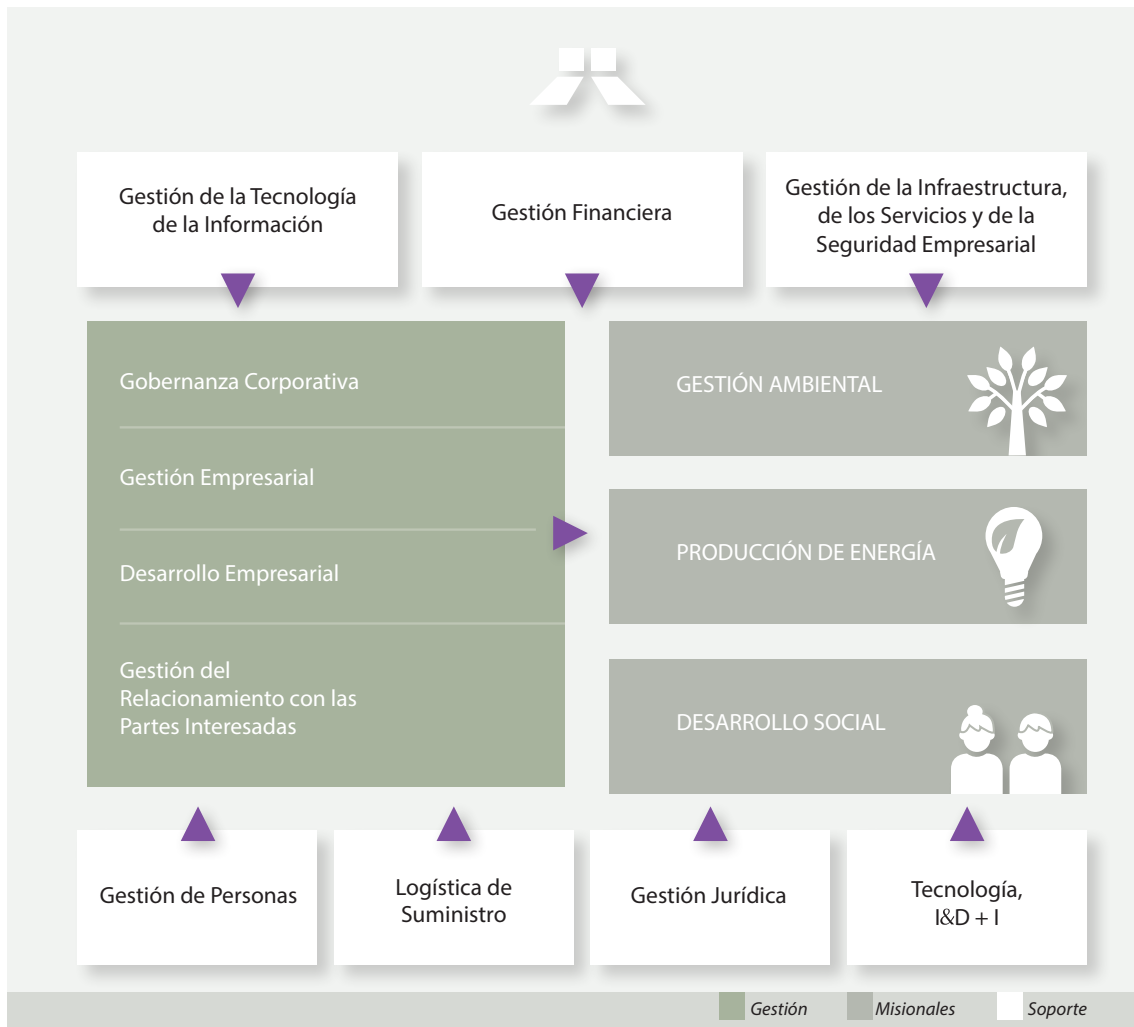 Gestión de la Tecnología
de la Información
Gestión Financiera
Gestión de la Infraestructura,
de los Servicios y de la
Seguridad Empresarial
Gobernanza Corporativa
Gestión Empresarial
Desarrollo Empresarial
Gestión del
Relacionamiento con las
Partes Interesadas
GESTIÓN AMBIENTAL
PRODUCCIÓN DE ENERGÍA
DESARROLLO SOCIAL
Gestión de Personas
Logística de
Suministro
Gestión Jurídica
Tecnología,
I&D + I
Gestión
Misionales
Soporte